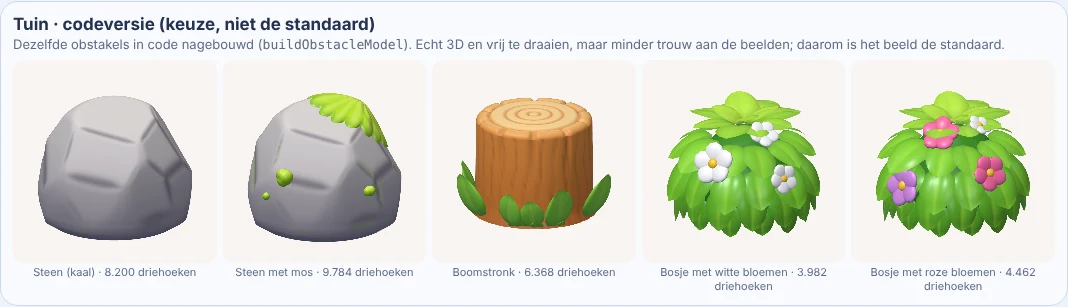 Tuin · codeversie (keuze, niet de standaard)
Dezelfde obstakels in code nagebouwd (buildObstacleModel). Echt 3D en vrij te draaien, maar minder trouw aan de beelden; daarom is het beeld de standaard.
Steen (kaal) · 8.200 driehoeken
Steen met mos · 9.784 driehoeken
Boomstronk · 6.368 driehoeken
Bosje met witte bloemen · 3.982
driehoeken
Bosje met roze bloemen · 4.462
driehoeken